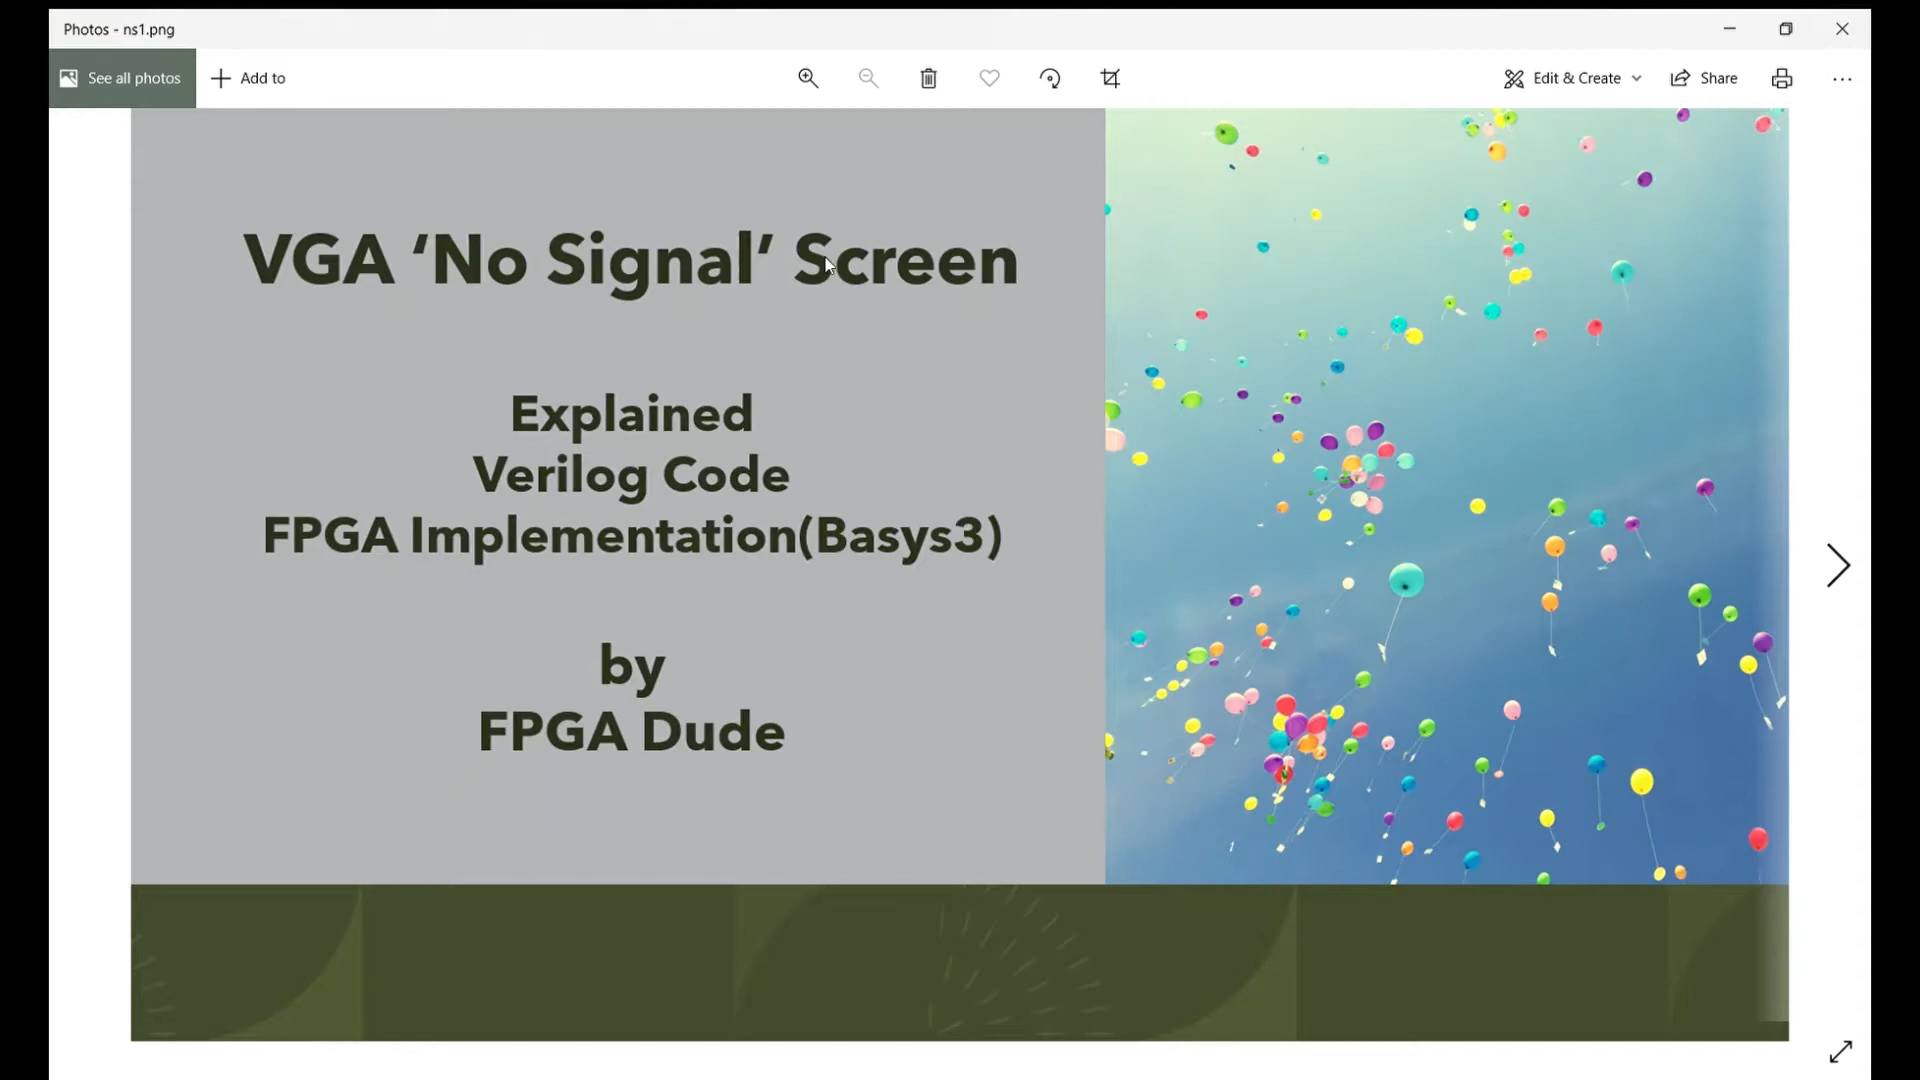 Photos - ns1.png
See all photos
Add to
Edit & Create
Share
VGA ‘No Signal’ Screen
Explained
Verilog Code
FPGA Implementation(Basys3)
by
FPGA Dude